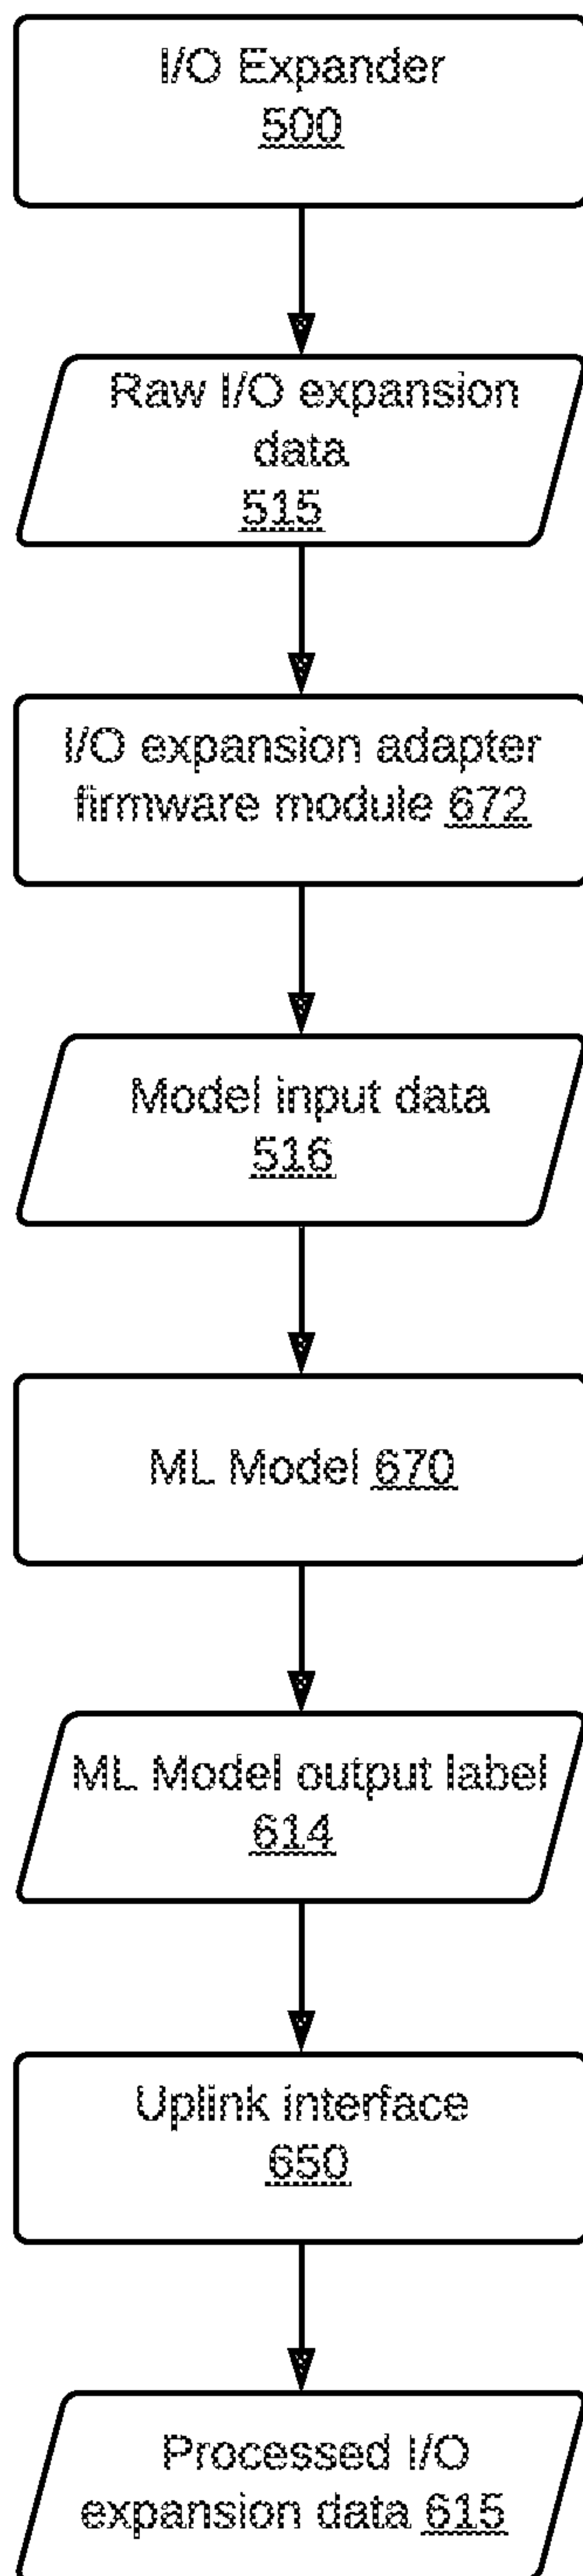 I/O Expander
500
Raw I/O expansion
data
515
I/O expansion adapter
firmware module 672
Model input data
516
ML Model 670
ML Model output label
614
Uplink interface
650
Processed I/O
expansion data 615